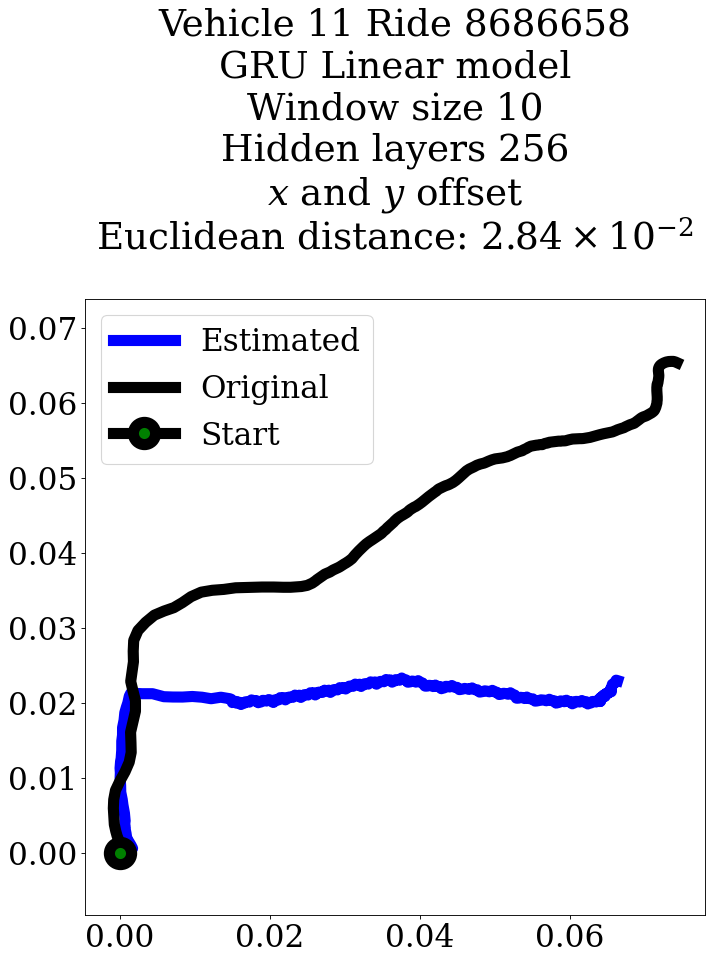 Vehicle 11 Ride 8686658
GRU Linear model
Window size 10
Hidden layers 256
x and y offset
Euclidean distance: 2.84 × 10⁻²
Estimated
Original
Start
0.07
0.06
0.05
0.04
0.03
0.02
0.01
0.00
0.00 0.02 0.04 0.06